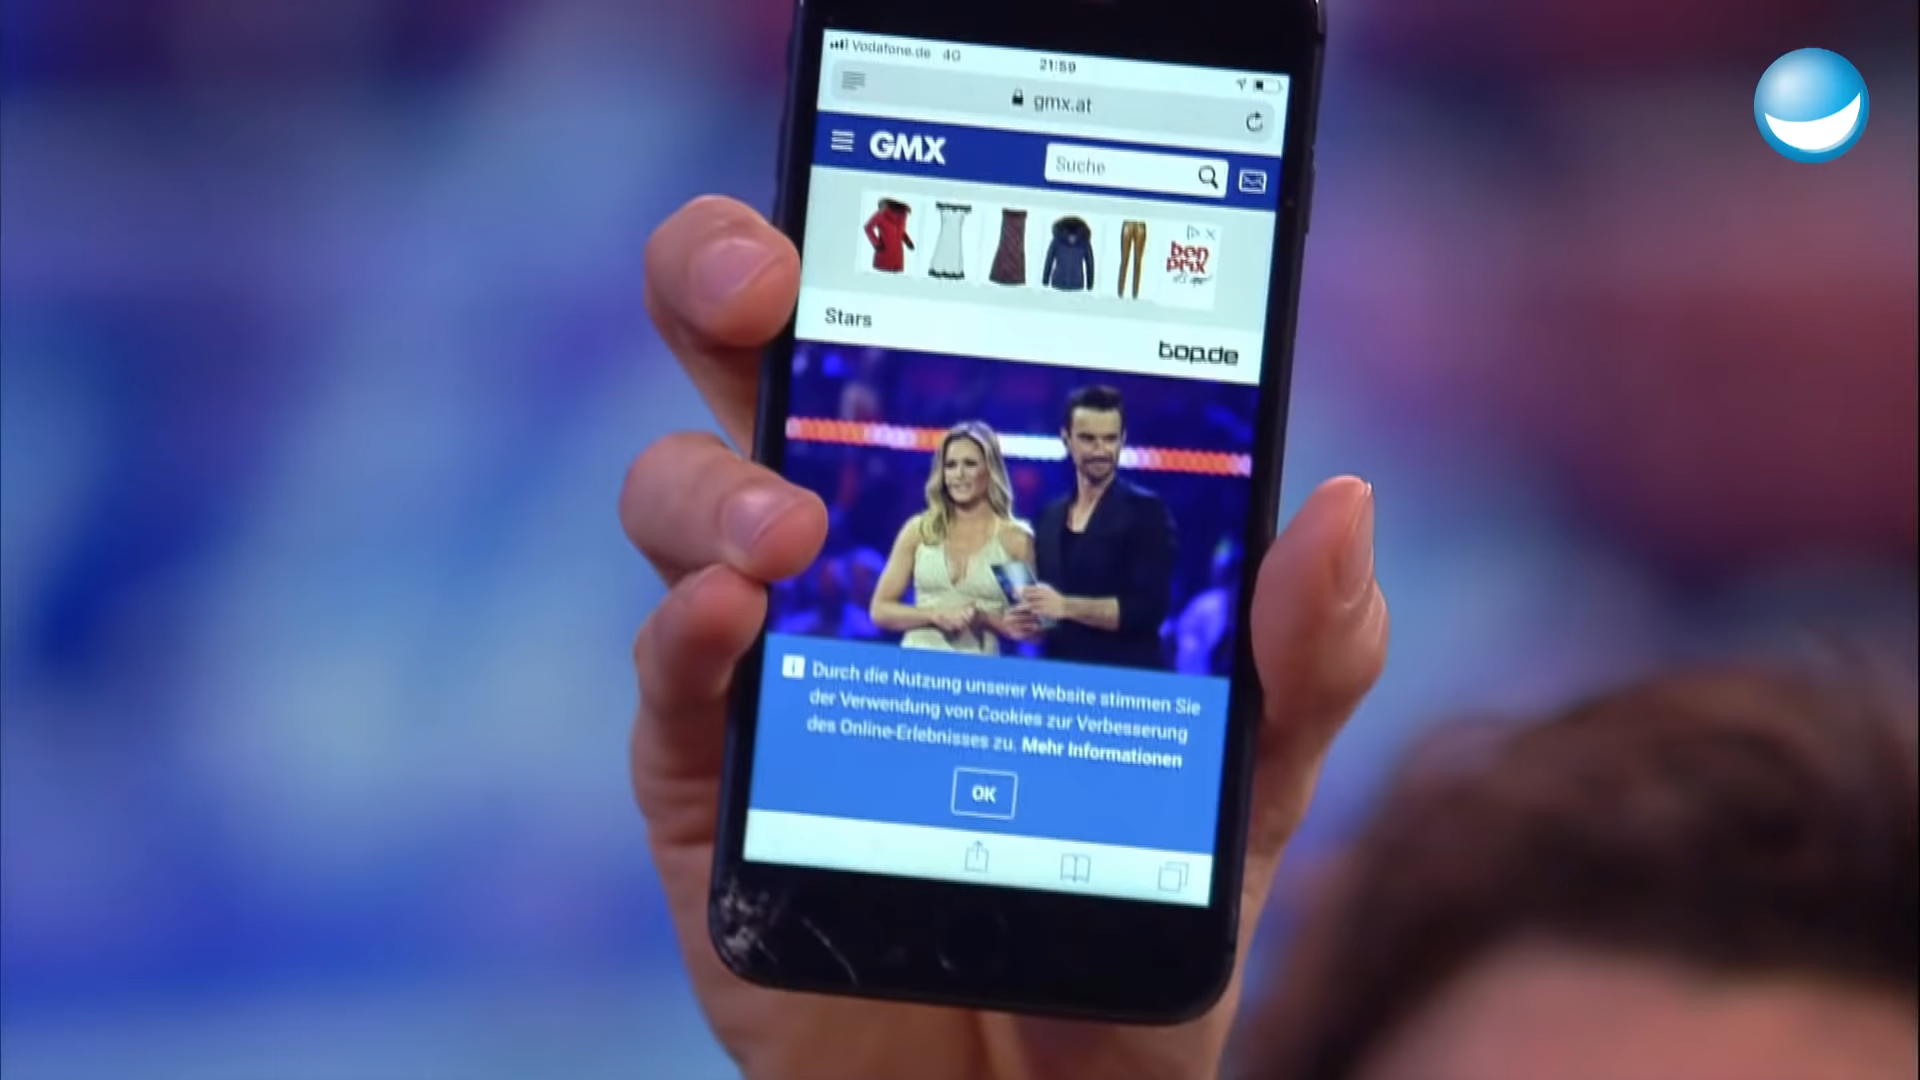 Vodafone.de 4G
21:59
gmx.at
GMX
Suche
bon
prix
Stars
top.de
Durch die Nutzung unserer Website stimmen Sie
der Verwendung von Cookies zur Verbesserung
des Online-Erlebnisses zu. Mehr Informationen
OK